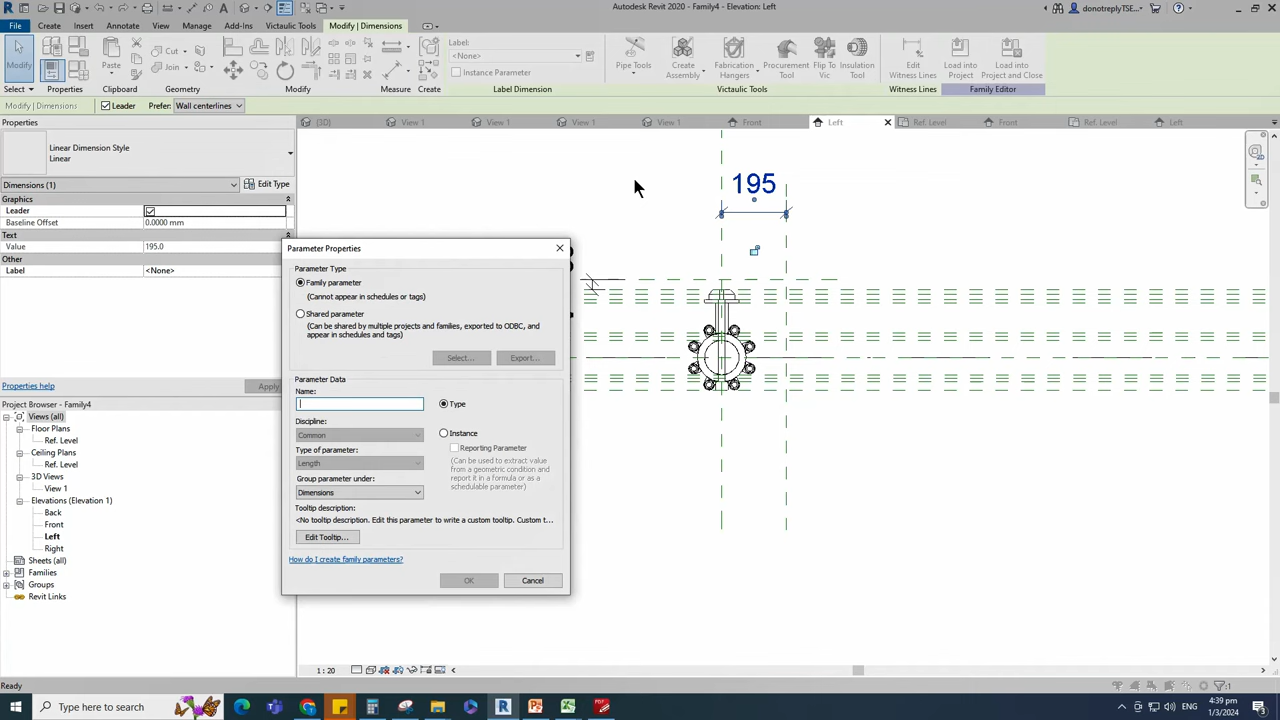 Autodesk Revit 2020 - Family4 - Elevation: Left
donotreplyTSE...
File
Create
Insert
Annotate
View
Manage
Add-Ins
Victaulic Tools
Modify | Dimensions
Modify
Cut
Join
Label:
<None>
Instance Parameter
Pipe Tools
Create
Assembly
Fabrication
Hangers
Procurement
Tool
Flip To
Vic
Insulation
Tool
Edit
Witness Lines
Load into
Project
Load into
Project and Close
Select
Properties
Clipboard
Geometry
Modify
Measure
Create
Label Dimension
Victaulic Tools
Witness Lines
Family Editor
Modify | Dimensions
Leader
Prefer:
Wall centerlines
Properties
(3D)
View 1
View 1
View 1
View 1
Front
Left
Ref. Level
Front
Ref. Level
Left
Linear Dimension Style
Linear
Dimensions (1)
Edit Type
Graphics
Leader
Baseline Offset
0.0000 mm
Text
Value
195.0
Other
Label
<None>
Properties help
Apply
195
Parameter Properties
Parameter Type
Family parameter
(Cannot appear in schedules or tags)
Shared parameter
(Can be shared by multiple projects and families, exported to ODBC, and
appear in schedules and tags)
Select...
Export...
Parameter Data
Name:
Type
Discipline:
Common
Instance
Reporting Parameter
Type of parameter:
Length
(Can be used to extract value
from a geometric condition and
report it in a formula or as a
schedulable parameter)
Group parameter under:
Dimensions
Tooltip description:
<No tooltip description. Edit this parameter to write a custom tooltip. Custom t...
Edit Tooltip...
How do I create family parameters?
OK
Cancel
Project Browser - Family4
Views (all)
Floor Plans
Ref. Level
Ceiling Plans
Ref. Level
3D Views
View 1
Elevations (Elevation 1)
Back
Front
Left
Right
Sheets (all)
Families
Groups
Revit Links
1 : 20
Ready
:1
Type here to search
4:39 pm
1/3/2024